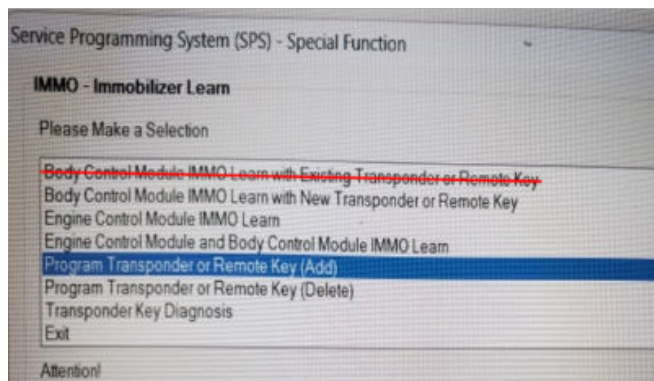 Service Programming System (SPS) - Special Function
IMMO - Immobilizer Learn
Please Make a Selection
Body Control Module IMMO Learn with Existing Transponder or Remote Key
Body Control Module IMMO Learn with New Transponder or Remote Key
Engine Control Module IMMO Learn
Engine Control Module and Body Control Module IMMO Learn
Program Transponder or Remote Key (Add)
Program Transponder or Remote Key (Delete)
Transponder Key Diagnosis
Exit
Attention!